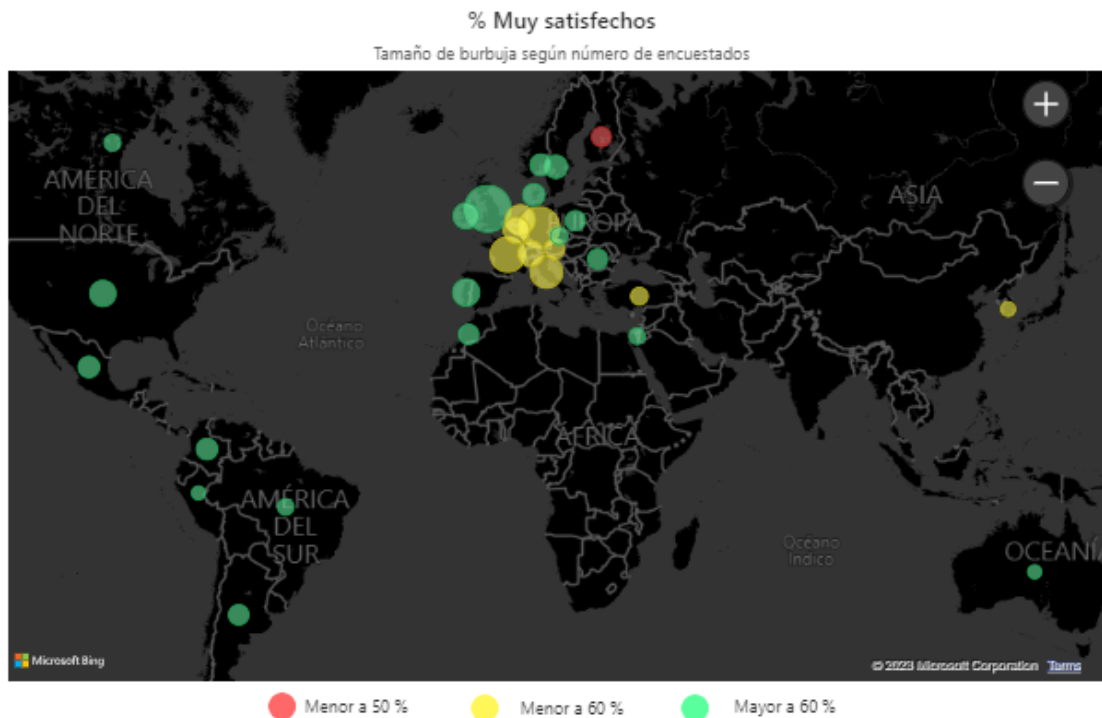 % Muy satisfechos
Tamaño de burbuja según número de encuestados
+
AMÉRICA
DEL
NORTE
ASIA
−
Océano
Atlántico
ÁFRICA
AMÉRICA
DEL
SUR
Océano
Índico
OCEANÍA
Microsoft Bing
© 2023 Microsoft Corporation Terms
Menor a 50 %
Menor a 60 %
Mayor a 60 %